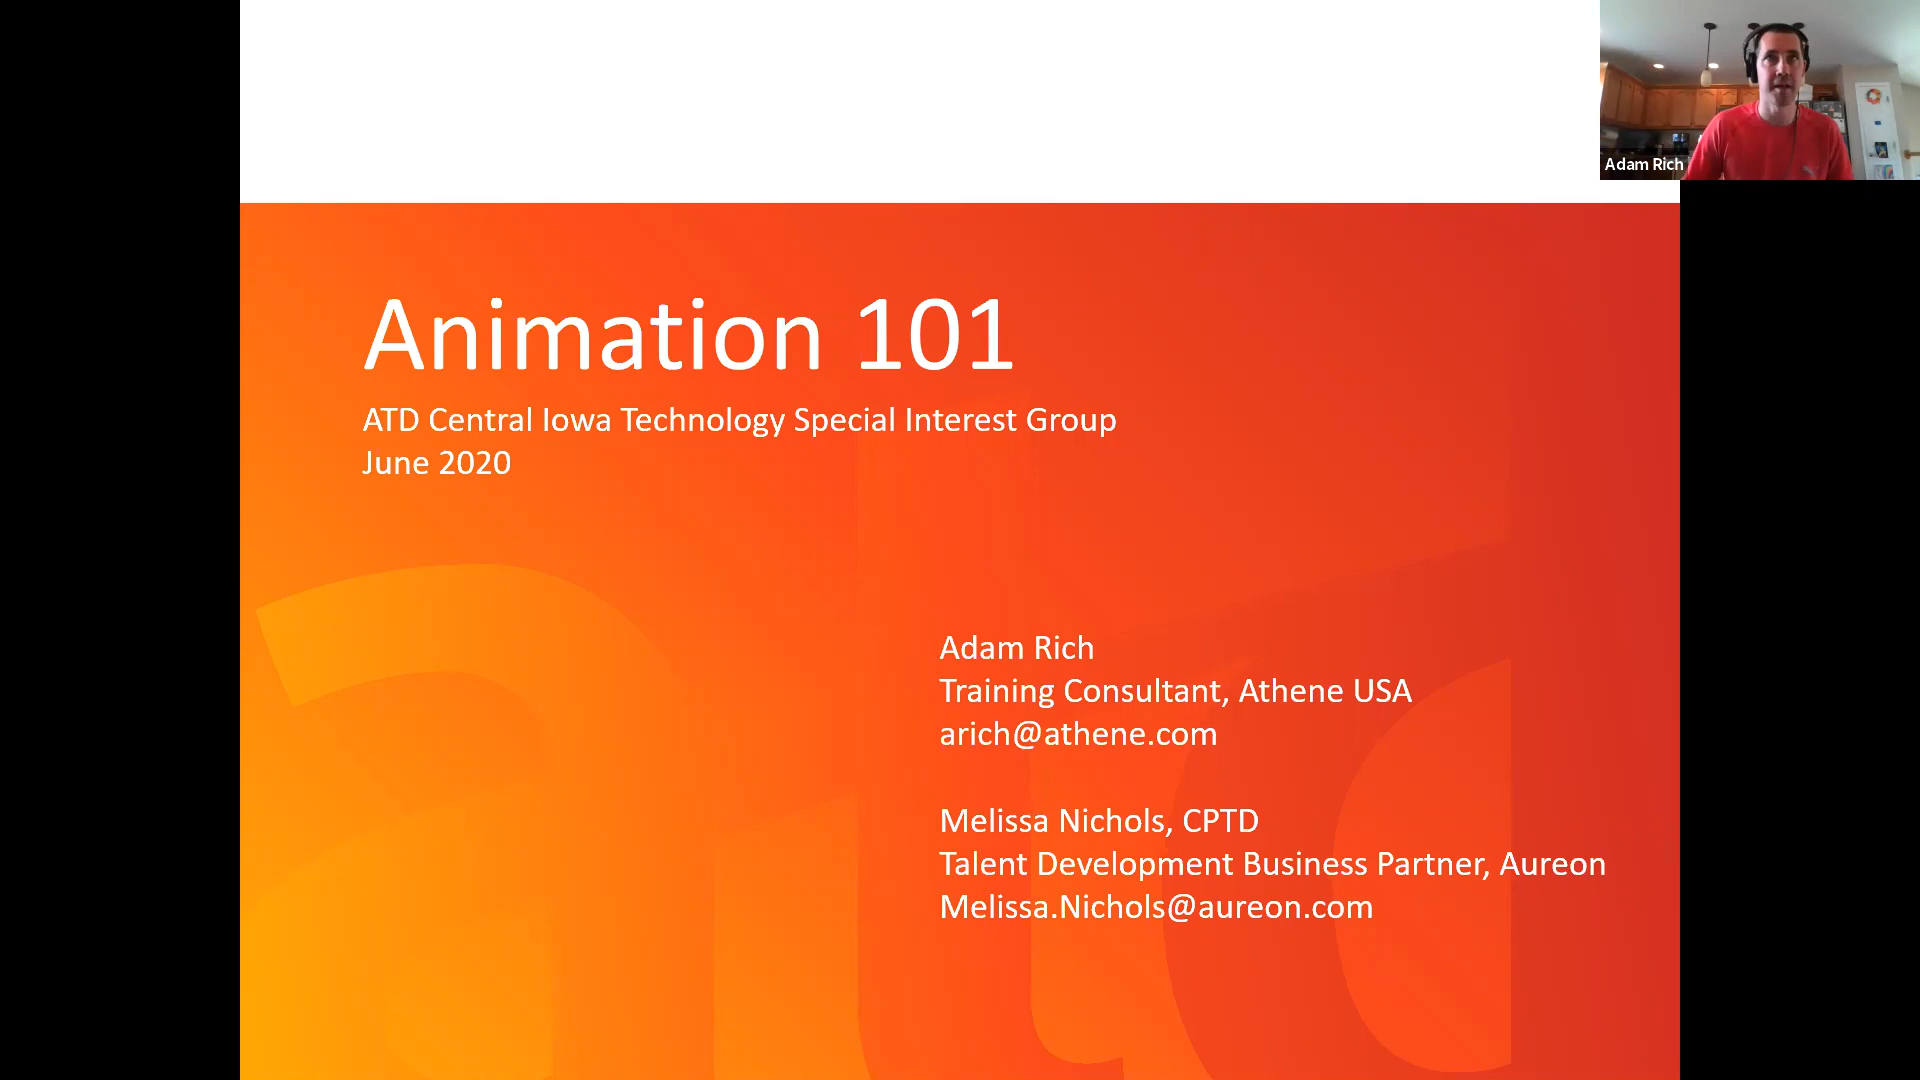 Adam Rich
Animation 101
ATD Central Iowa Technology Special Interest Group
June 2020
Adam Rich
Training Consultant, Athene USA
arich@athene.com
Melissa Nichols, CPTD
Talent Development Business Partner, Aureon
Melissa.Nichols@aureon.com